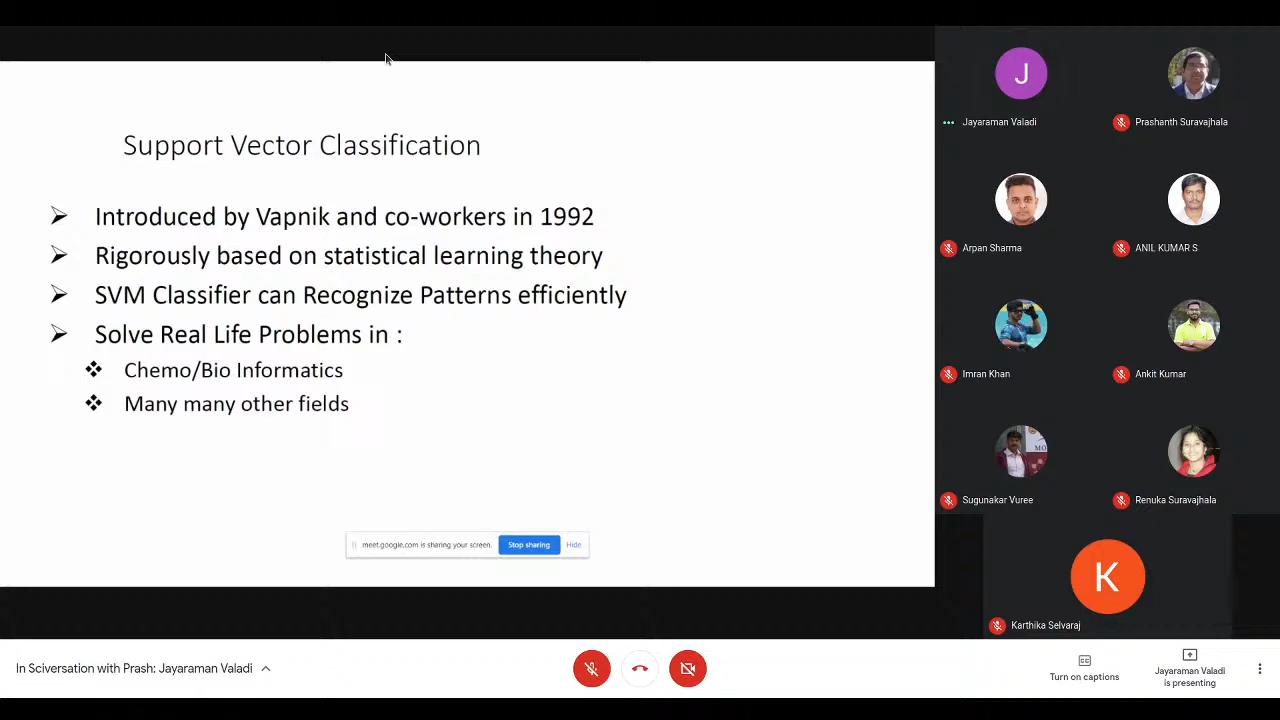 Support Vector Classification
Introduced by Vapnik and co-workers in 1992
Rigorously based on statistical learning theory
SVM Classifier can Recognize Patterns efficiently
Solve Real Life Problems in :
Chemo/Bio Informatics
Many many other fields
meet.google.com is sharing your screen. Stop sharing Hide
J
Jayaraman Valadi
Prashanth Suravajhala
Arpan Sharma
ANIL KUMAR S
Imran Khan
Ankit Kumar
MO
Sugunakar Vuree
Renuka Suravajhala
K
Karthika Selvaraj
In Sciversation with Prash: Jayaraman Valadi
CC
Turn on captions
Jayaraman Valadi
is presenting